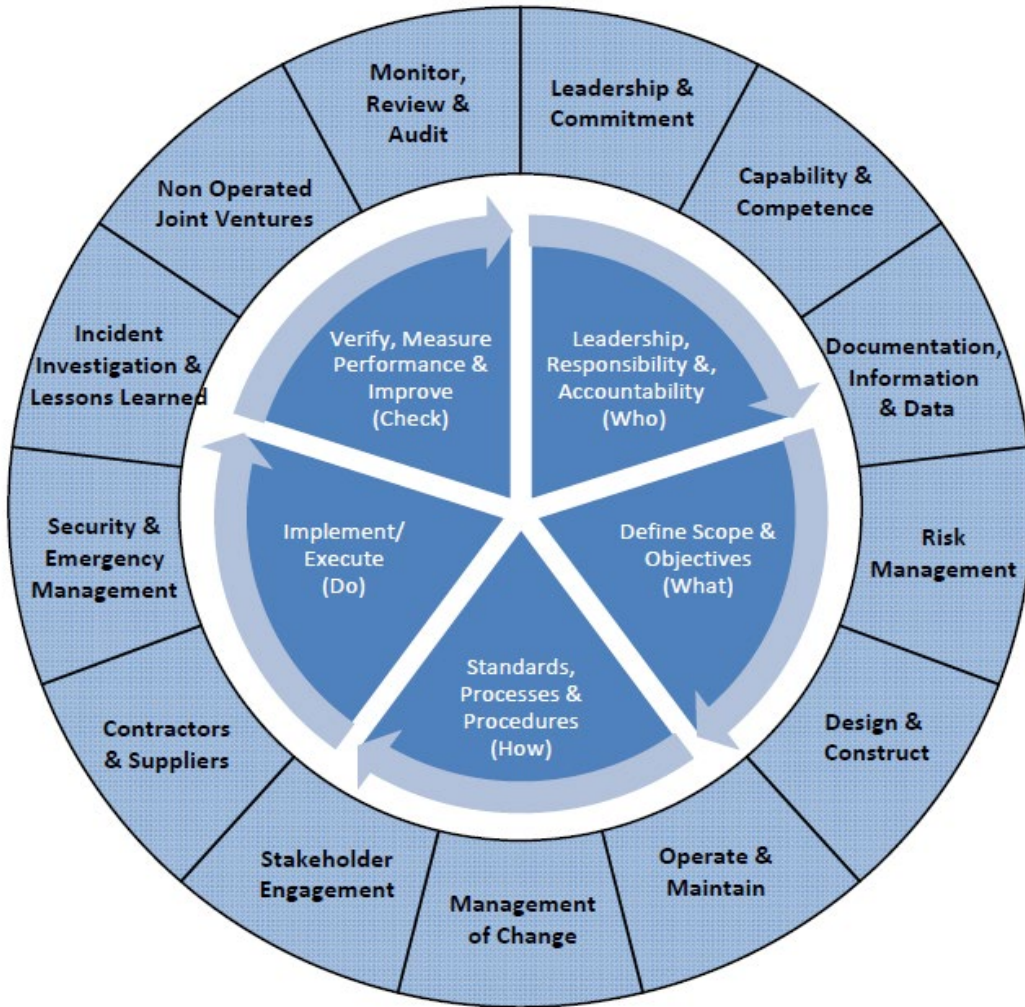 Monitor,
Review &
Audit
Leadership &
Commitment
Capability &
Competence
Documentation,
Information
& Data
Risk
Management
Design &
Construct
Operate &
Maintain
Management
of Change
Stakeholder
Engagement
Contractors
& Suppliers
Security &
Emergency
Management
Incident
Investigation &
Lessons Learned
Non Operated
Joint Ventures
Verify, Measure
Performance &
Improve
(Check)
Leadership,
Responsibility &,
Accountability
(Who)
Define Scope &
Objectives
(What)
Standards,
Processes &
Procedures
(How)
Implement/
Execute
(Do)